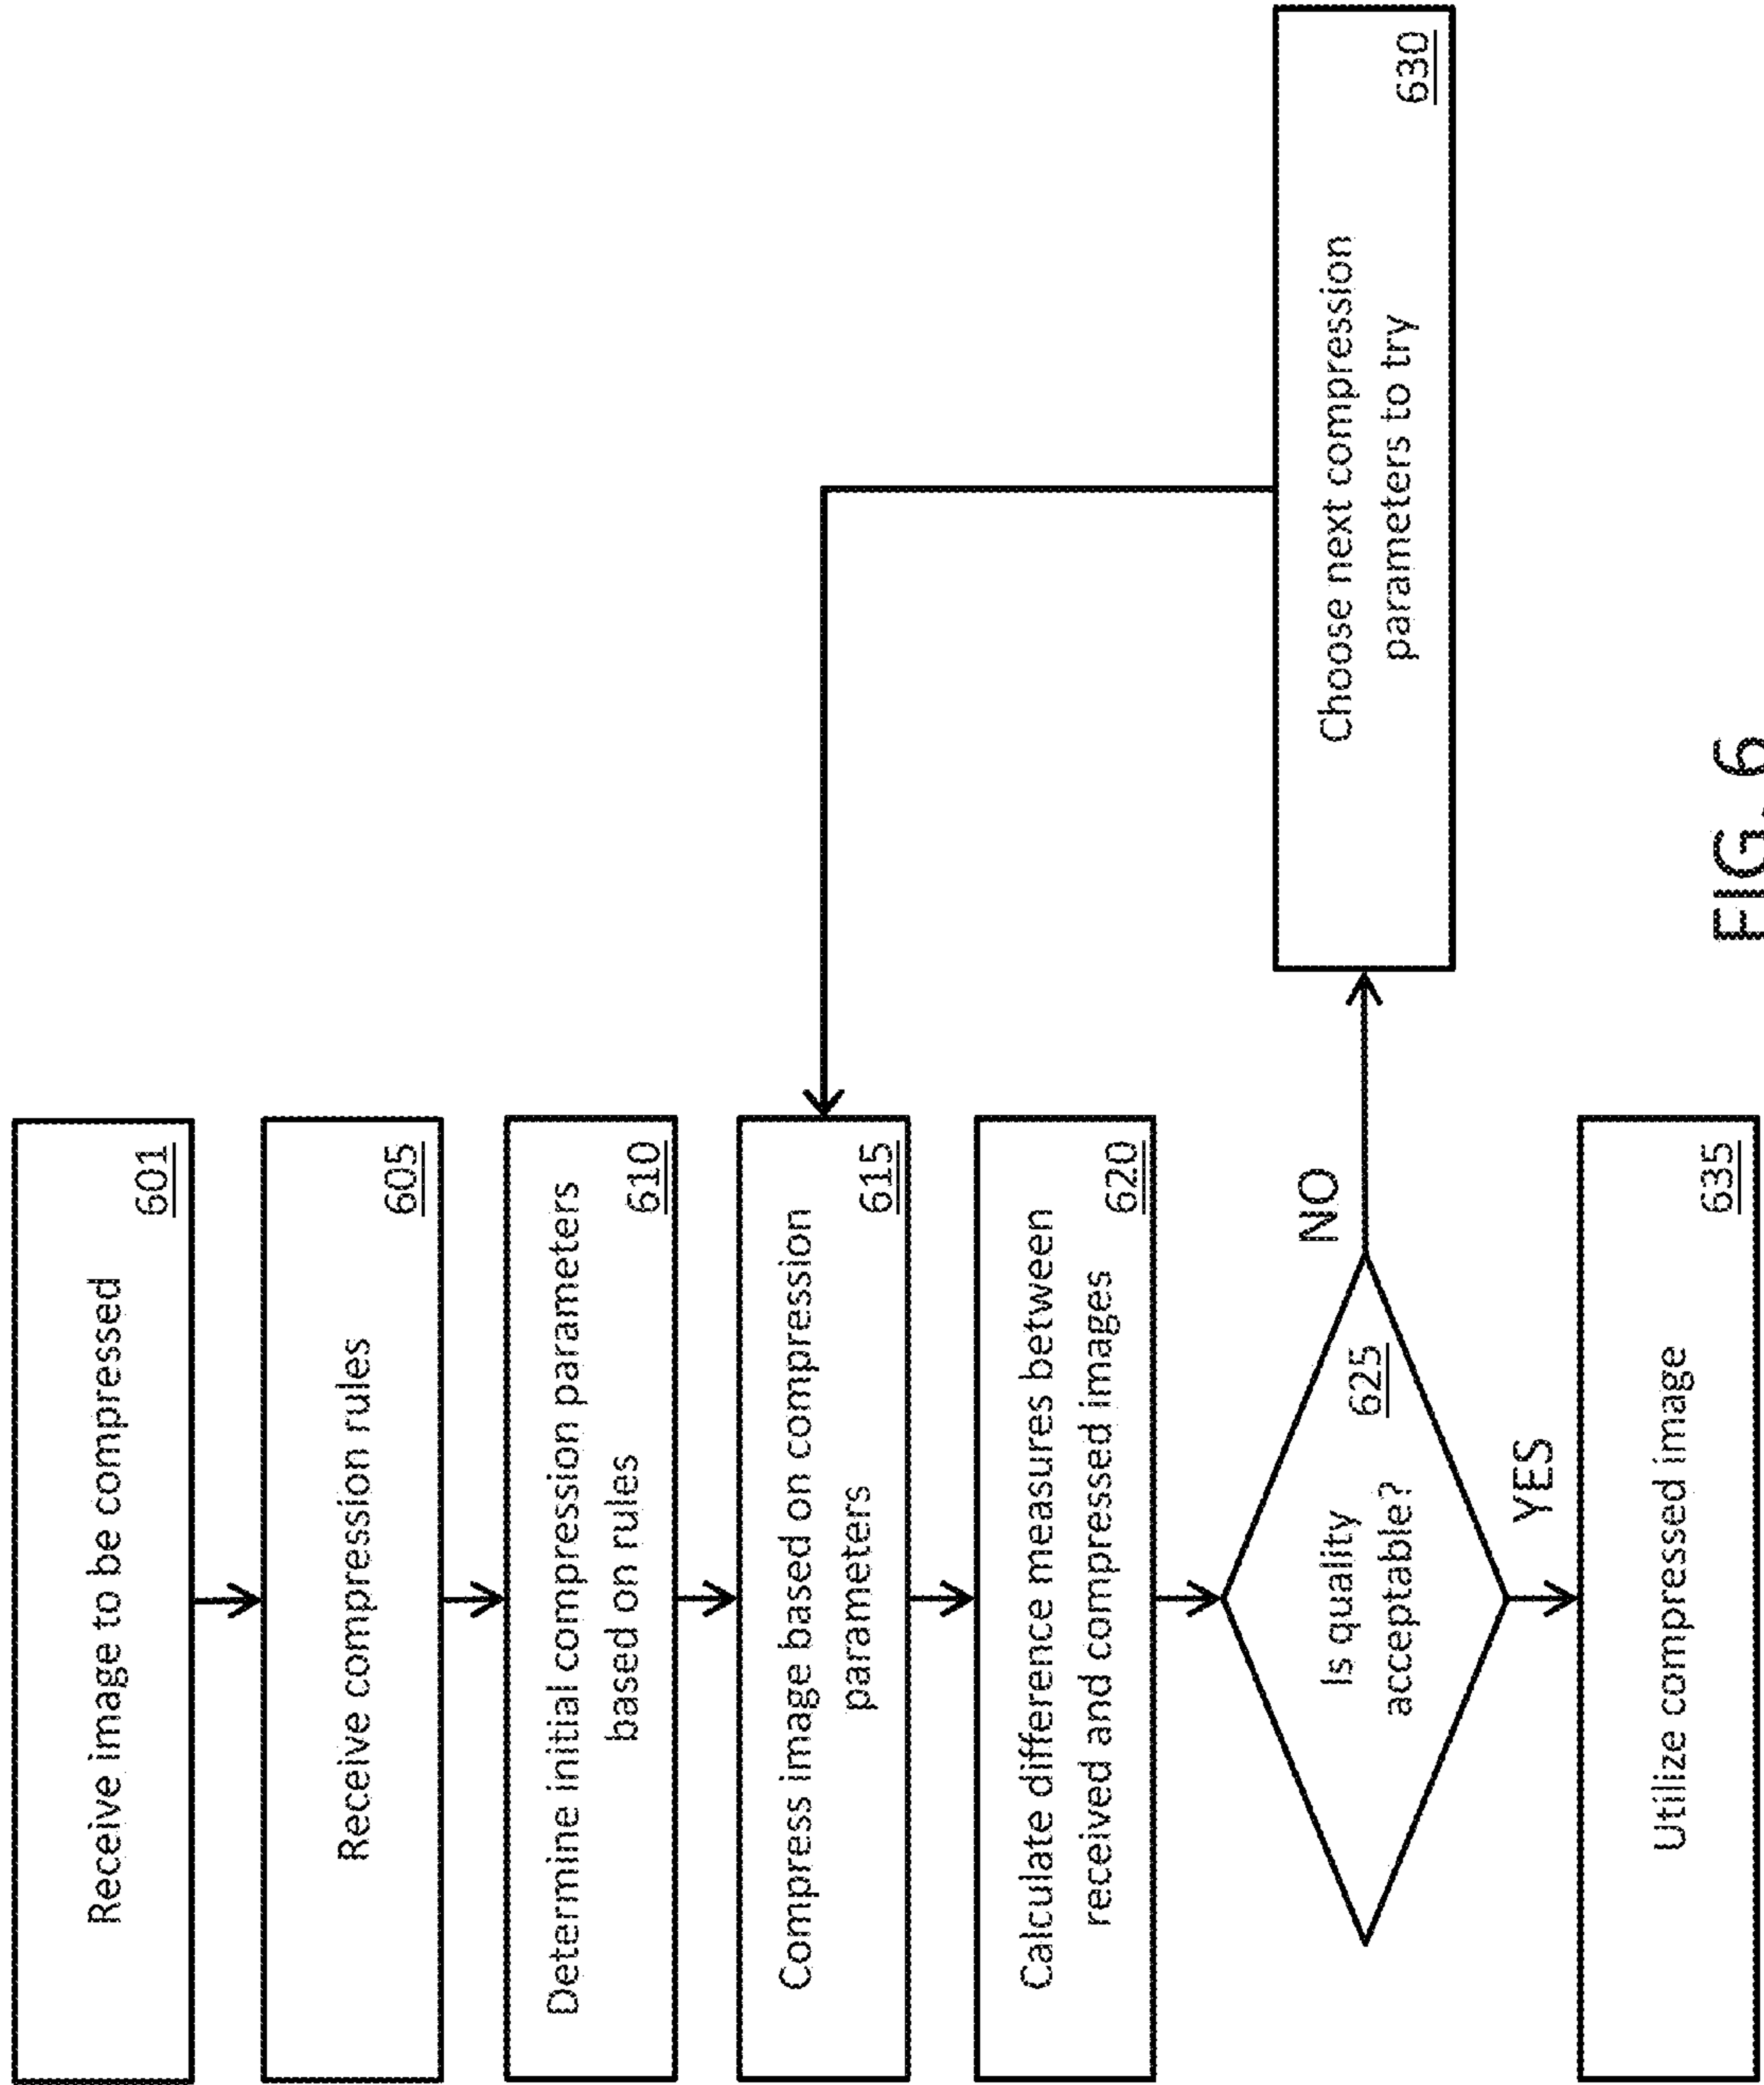 Receive image to be compressed
601
Receive compression rules
605
Determine initial compression parameters
based on rules
610
Compress image based on compression
parameters
615
Calculate difference measures between
received and compressed images
620
Is quality
acceptable?
625
NO
Choose next compression
parameters to try
630
YES
Utilize compressed image
635
FIG. 6